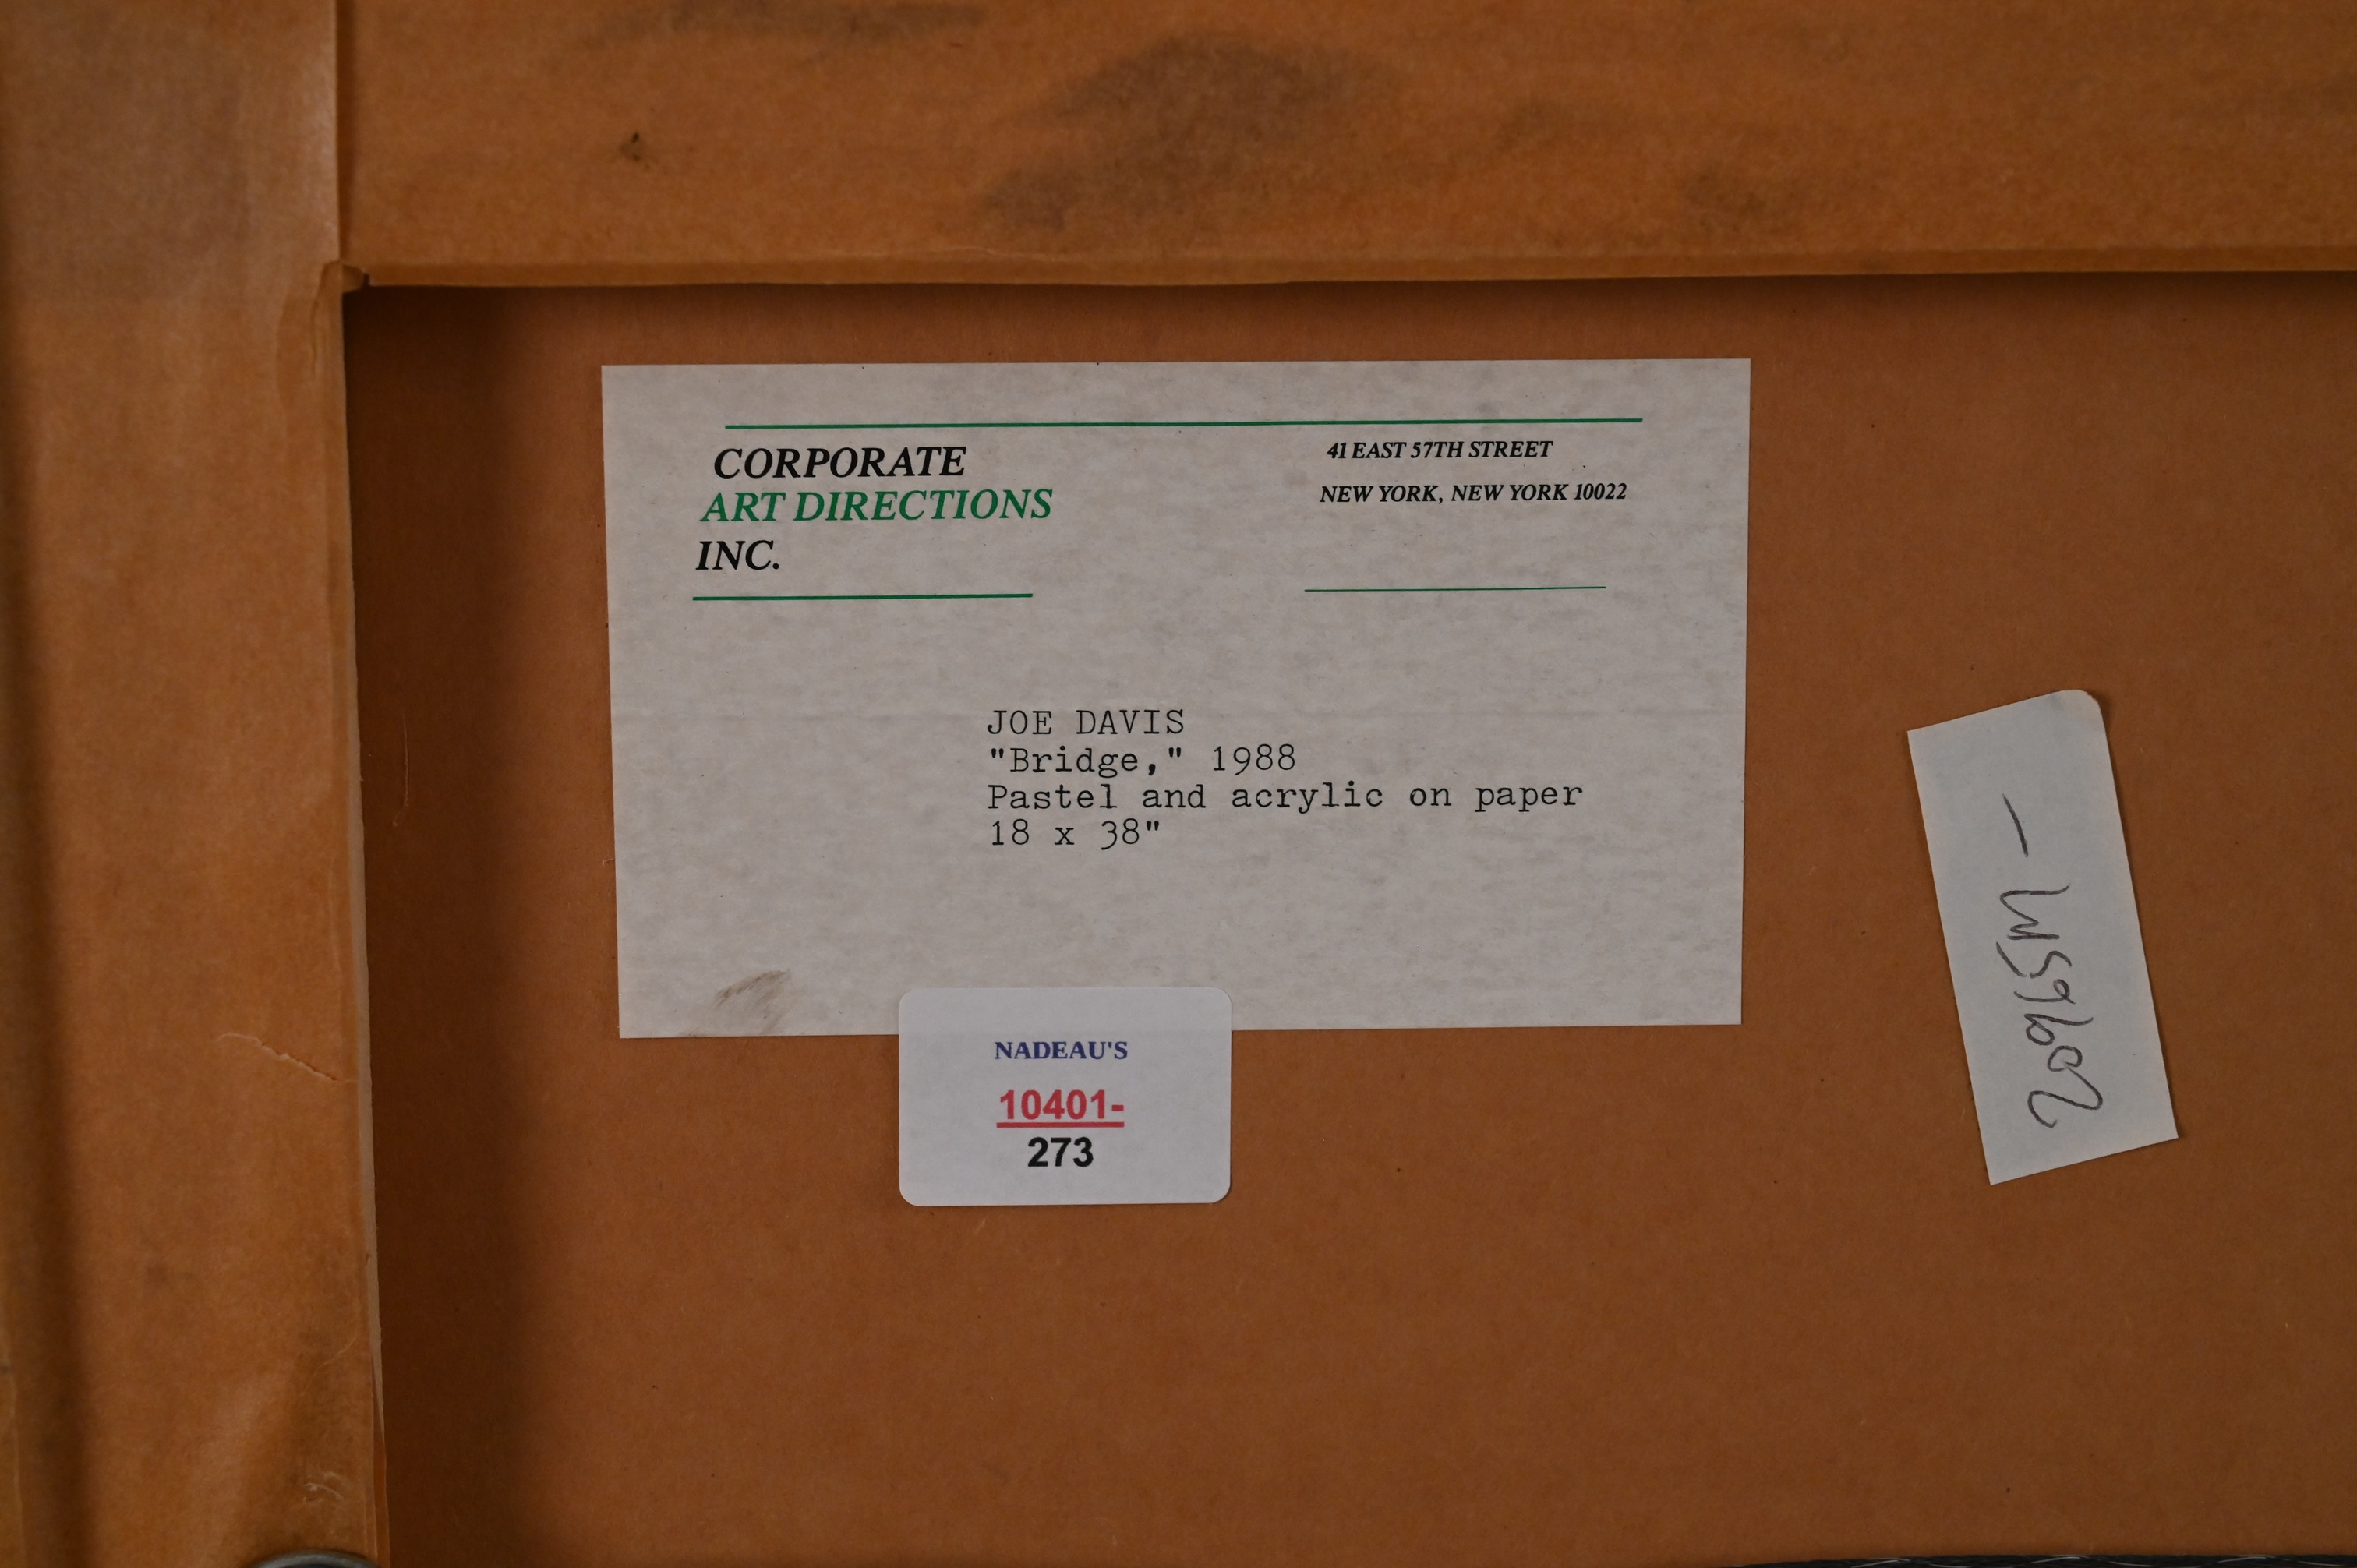 CORPORATE
ART DIRECTIONS
INC.
41 EAST 57TH STREET
NEW YORK, NEW YORK 10022
JOE DAVIS
"Bridge," 1988
Pastel and acrylic on paper
18 x 38"
NADEAU'S
10401-
273